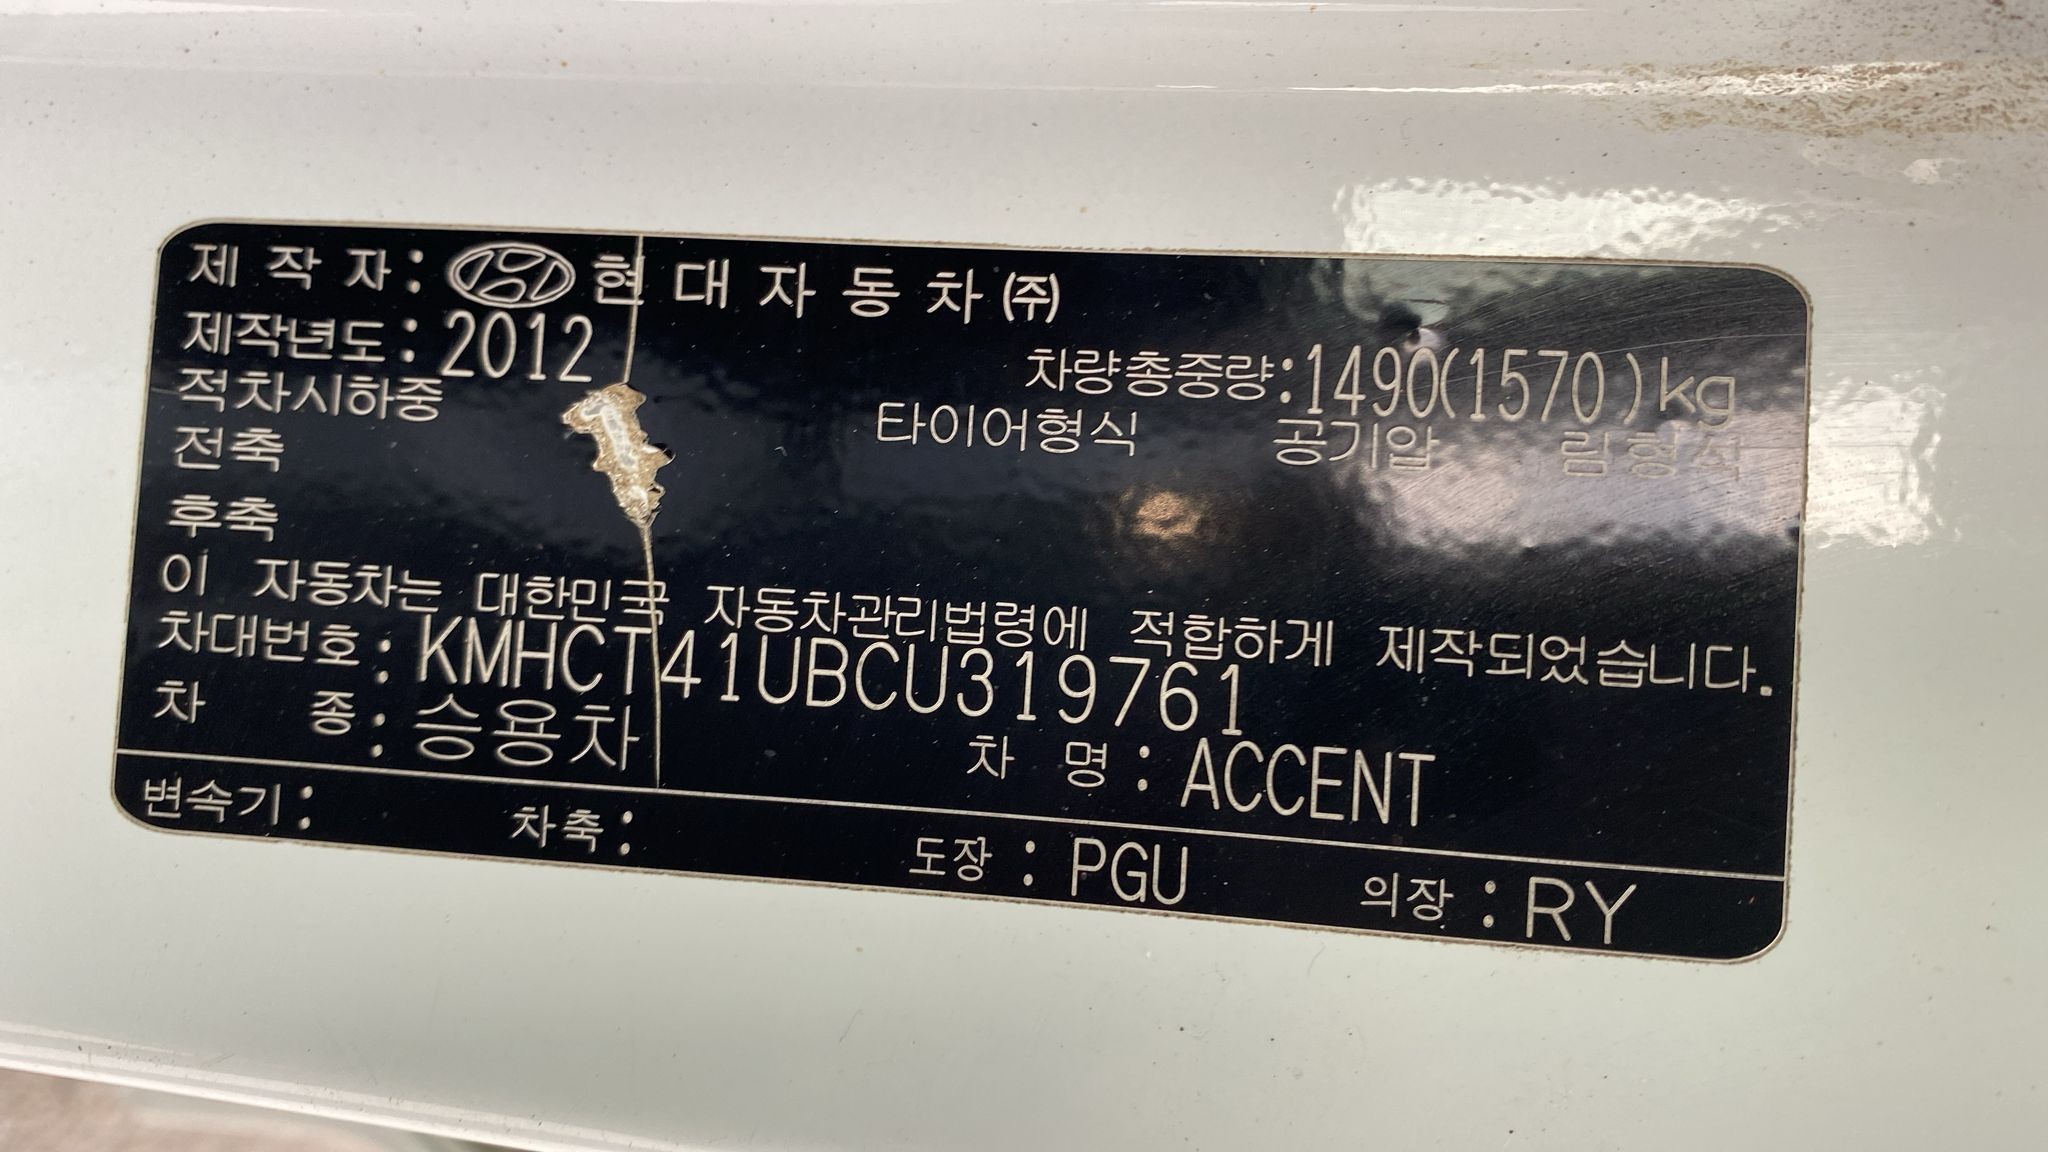 제작자: 현대자동차㈜
제작년도: 2012
차량총중량: 1490(1570)kg
적차시하중 타이어형식 공기압 림형식
전축
후축
이 자동차는 대한민국 자동차관리법령에 적합하게 제작되었습니다.
차대번호: KMHCT41UBCU319761
차 종: 승용차 차 명: ACCENT
변속기: 차축: 도장: PGU 의장: RY